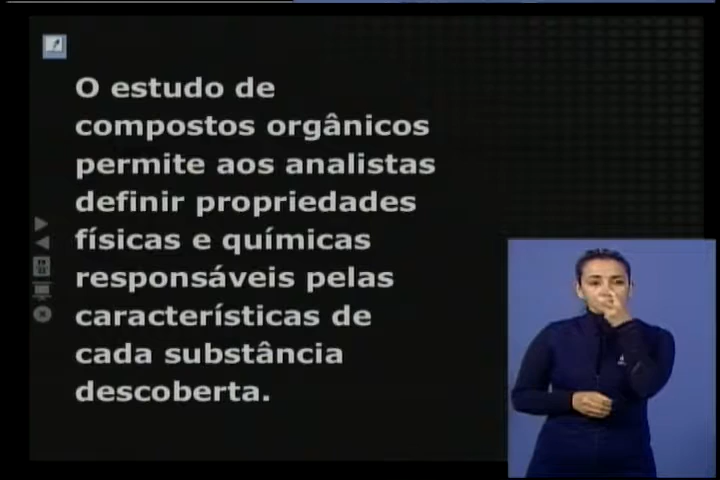 O estudo de
compostos orgânicos
permite aos analistas
definir propriedades
físicas e químicas
responsáveis pelas
características de
cada substância
descoberta.